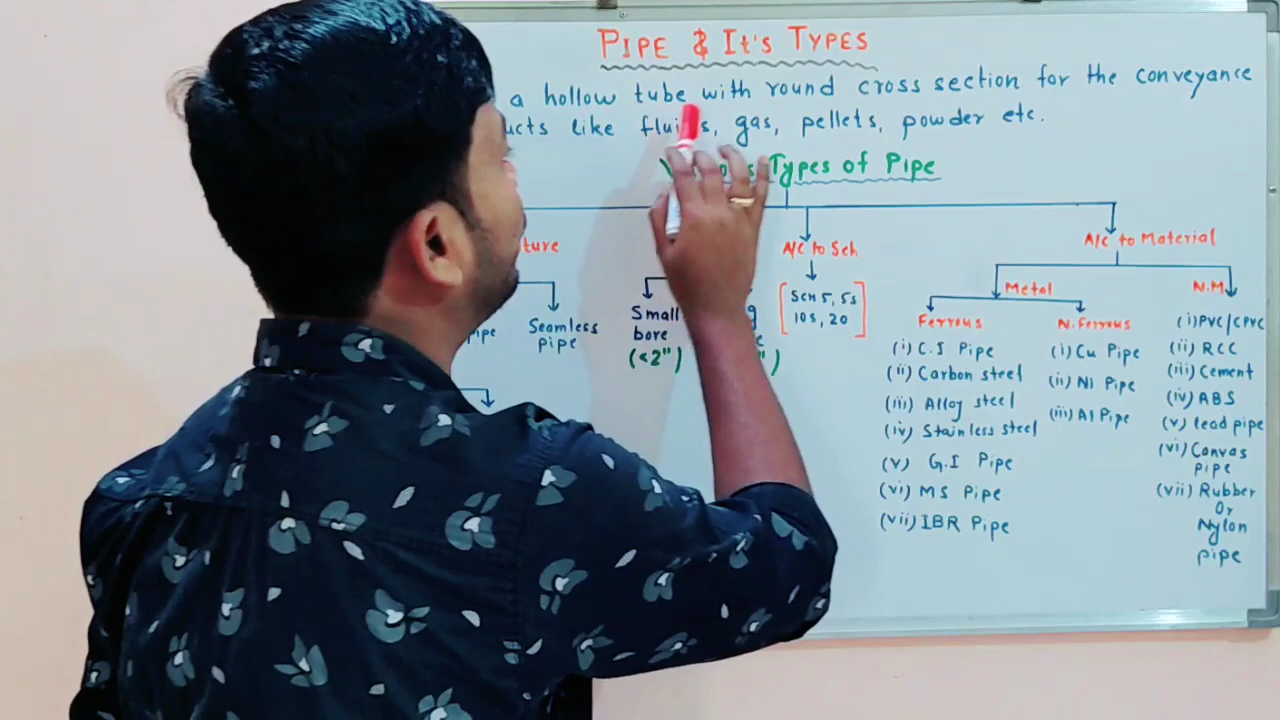 PIPE & It's TYPES
a hollow tube with round cross section for the conveyance
ucts like fluids, gas, pellets, powder etc.
Types of Pipe
ture
A/C to Sch
A/C to Material
Sch 5, 5s
10s, 20
Metal
N.M
Small
bore
(<2")
Seamless
pipe
ipe
Ferrous
(i) C.I Pipe
(ii) Carbon steel
(iii) Alloy steel
(iv) Stainless steel
(v) G.I Pipe
(vi) MS Pipe
(vii) IBR Pipe
N.Ferrous
(i) Cu Pipe
(ii) Ni Pipe
(iii) Al Pipe
(i) PVC/CPVC
(ii) RCC
(iii) Cement
(iv) ABS
(v) lead pipe
(vi) Canvas
pipe
(vii) Rubber
Or
Nylon
pipe